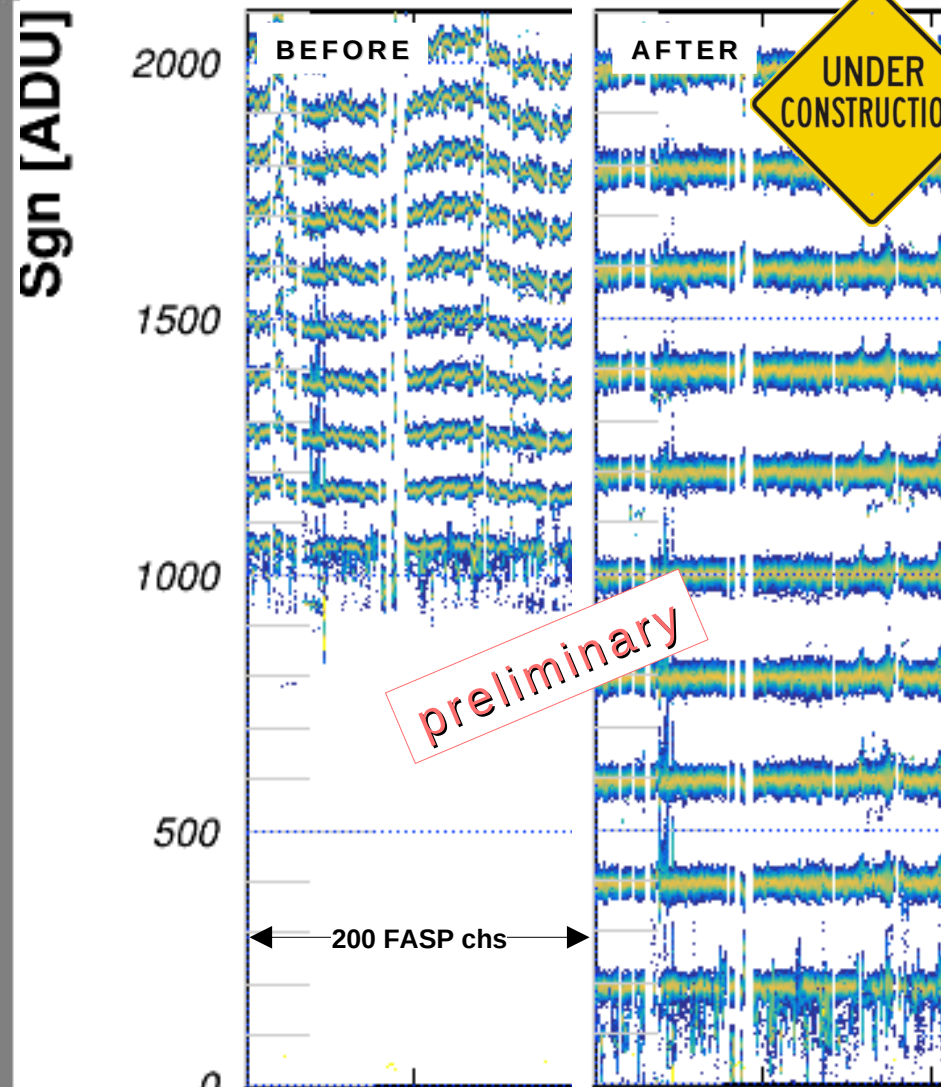 Sgn [ADU]
2000
1500
1000
500
0
BEFORE
AFTER
UNDER
CONSTRUCTIO
preliminary
200 FASP chs